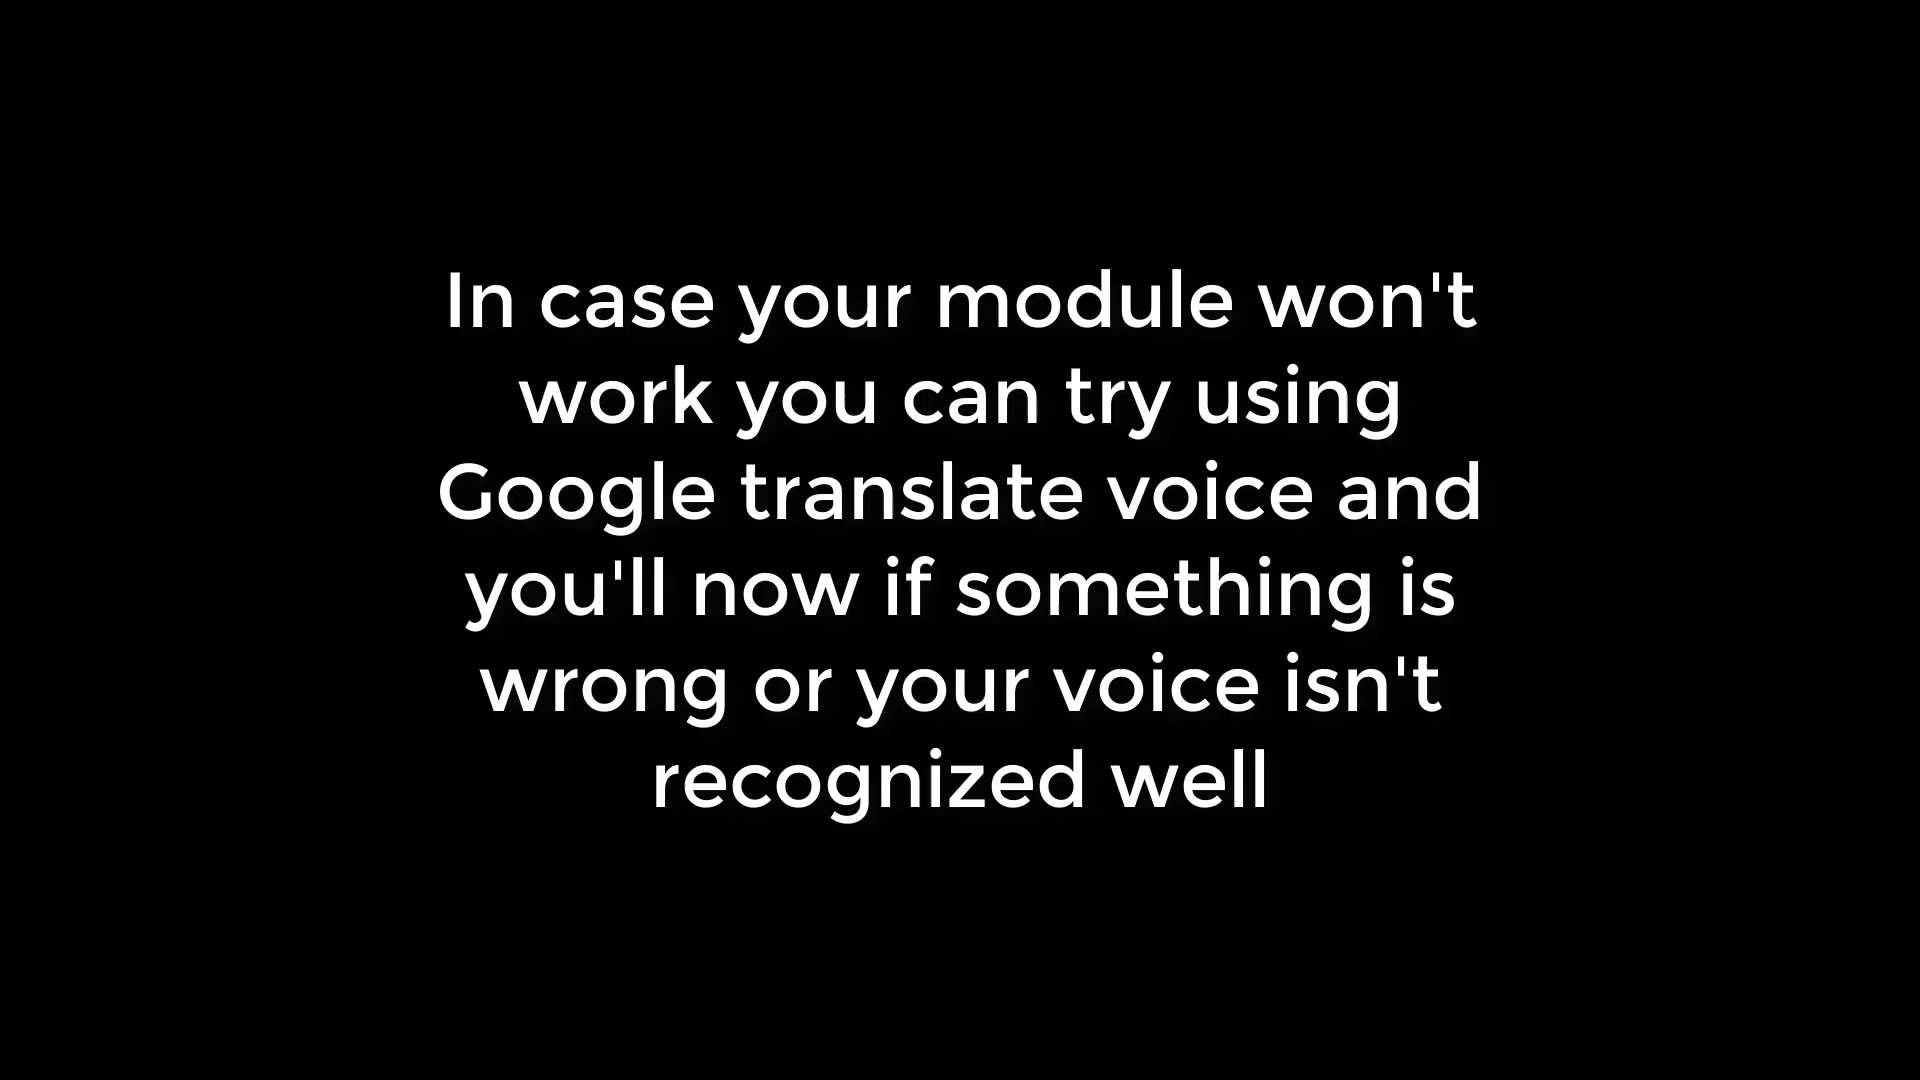 In case your module won't
work you can try using
Google translate voice and
you'll now if something is
wrong or your voice isn't
recognized well